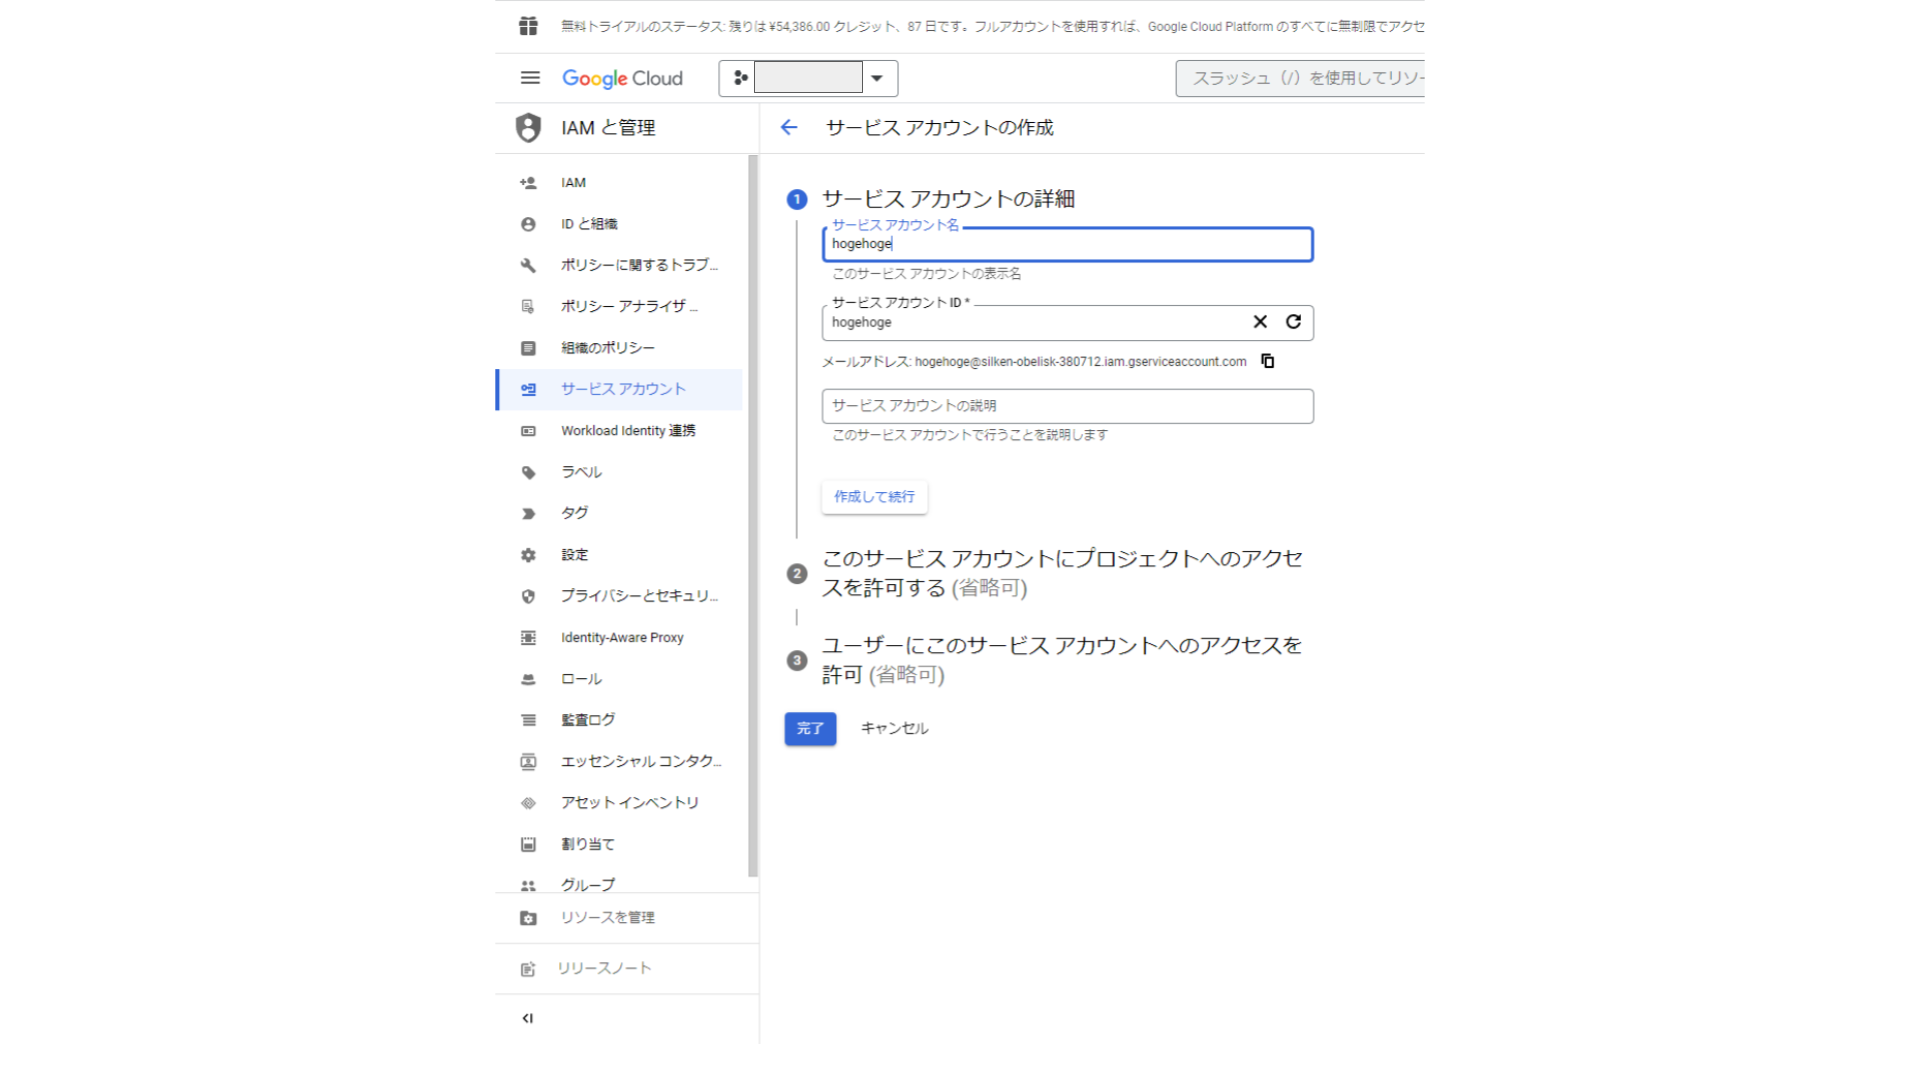 無料トライアルのステータス: 残りは ¥54,386.00 クレジット、87 日です。フルアカウントを使用すれば、Google Cloud Platform のすべてに無制限でアクセ
Google Cloud
スラッシュ（/）を使用してリソー
IAM と管理
サービス アカウントの作成
IAM
ID と組織
ポリシーに関するトラブ...
ポリシー アナライザ ...
組織のポリシー
サービス アカウント
Workload Identity 連携
ラベル
タグ
設定
プライバシーとセキュリ...
Identity-Aware Proxy
ロール
監査ログ
エッセンシャル コンタク...
アセット インベントリ
割り当て
グループ
リソースを管理
リリースノート
1 サービス アカウントの詳細
サービス アカウント名
hogehoge
このサービス アカウントの表示名
サービス アカウント ID *
hogehoge
メールアドレス: hogehoge@silken-obelisk-380712.iam.gserviceaccount.com
サービス アカウントの説明
このサービス アカウントで行うことを説明します
作成して続行
2 このサービス アカウントにプロジェクトへのアクセ
スを許可する (省略可)
3 ユーザーにこのサービス アカウントへのアクセスを
許可 (省略可)
完了 キャンセル